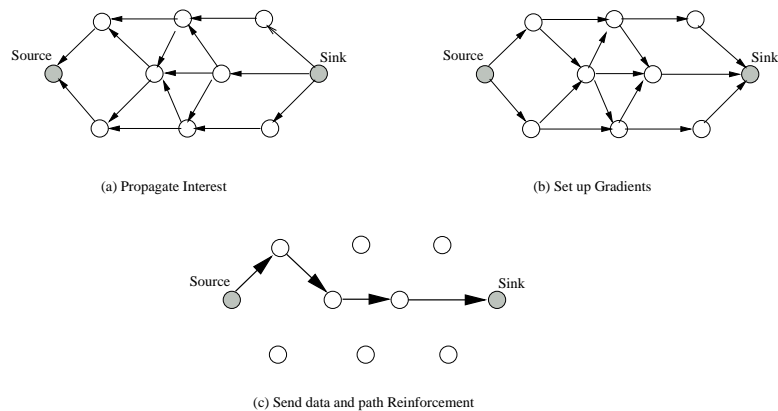 Source
Sink
Source
Sink
(a) Propagate Interest
(b) Set up Gradients
Source
Sink
(c) Send data and path Reinforcement